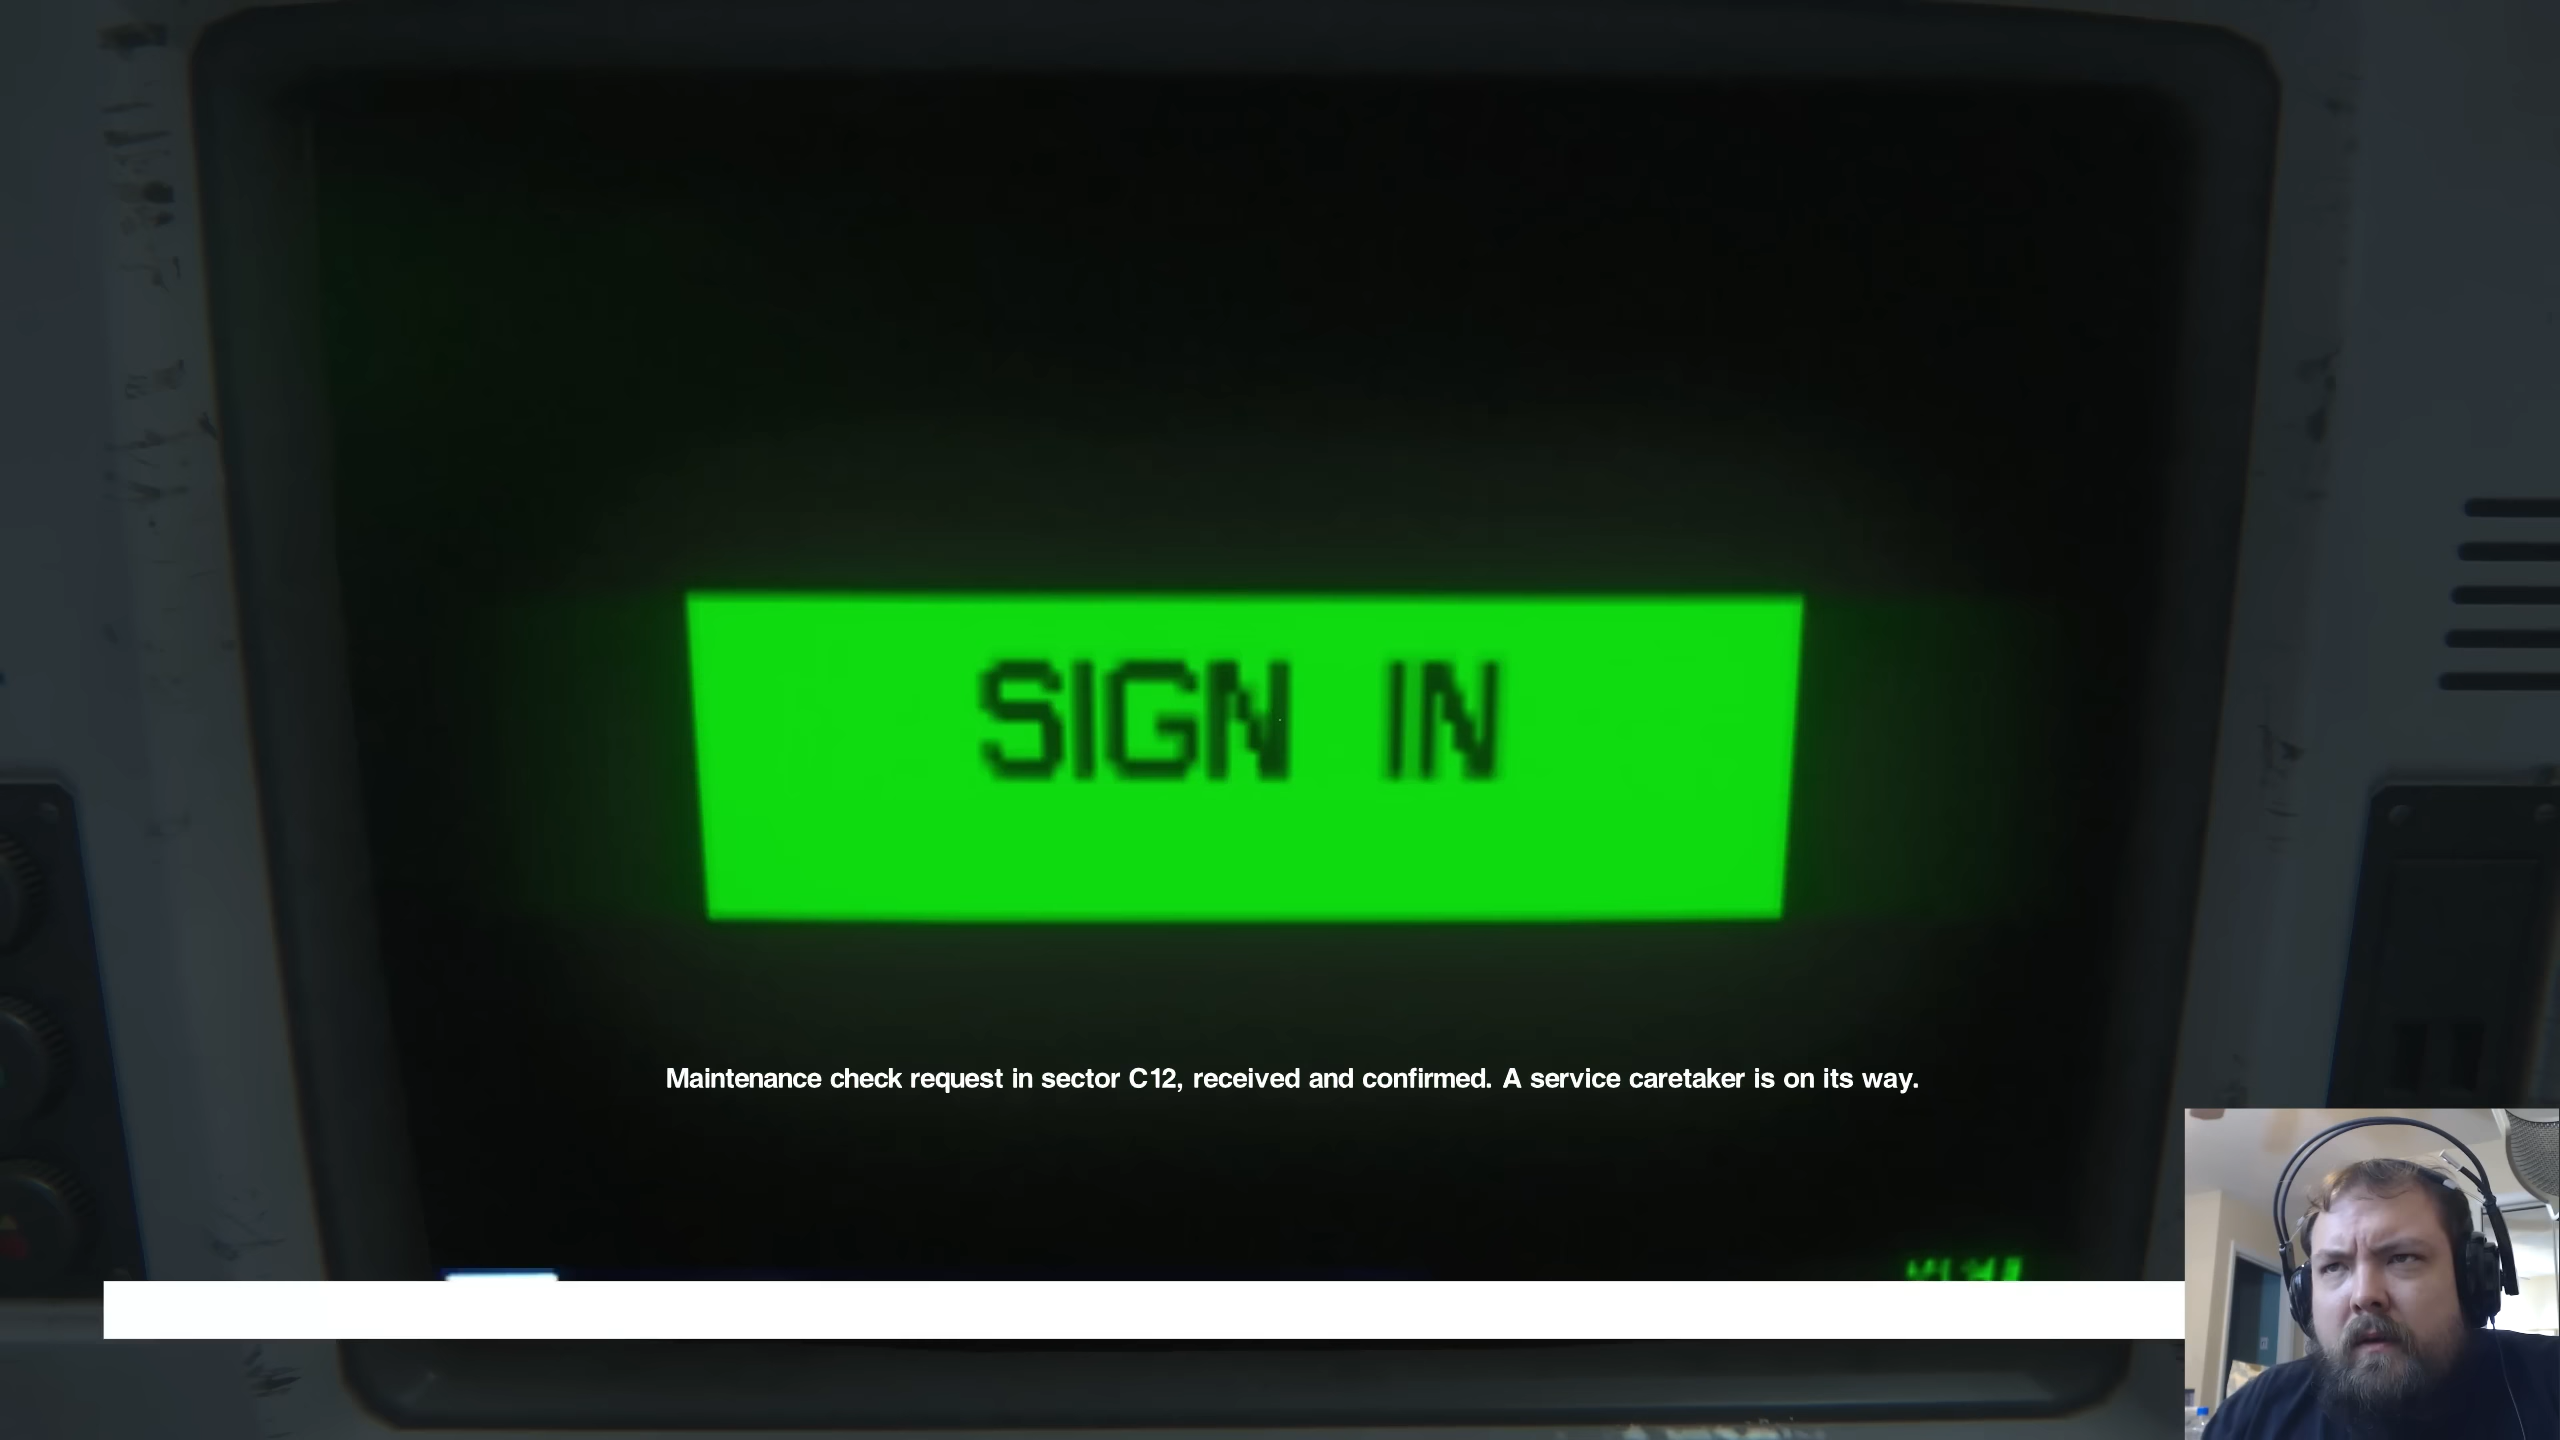 SIGN IN
Maintenance check request in sector C12, received and confirmed. A service caretaker is on its way.